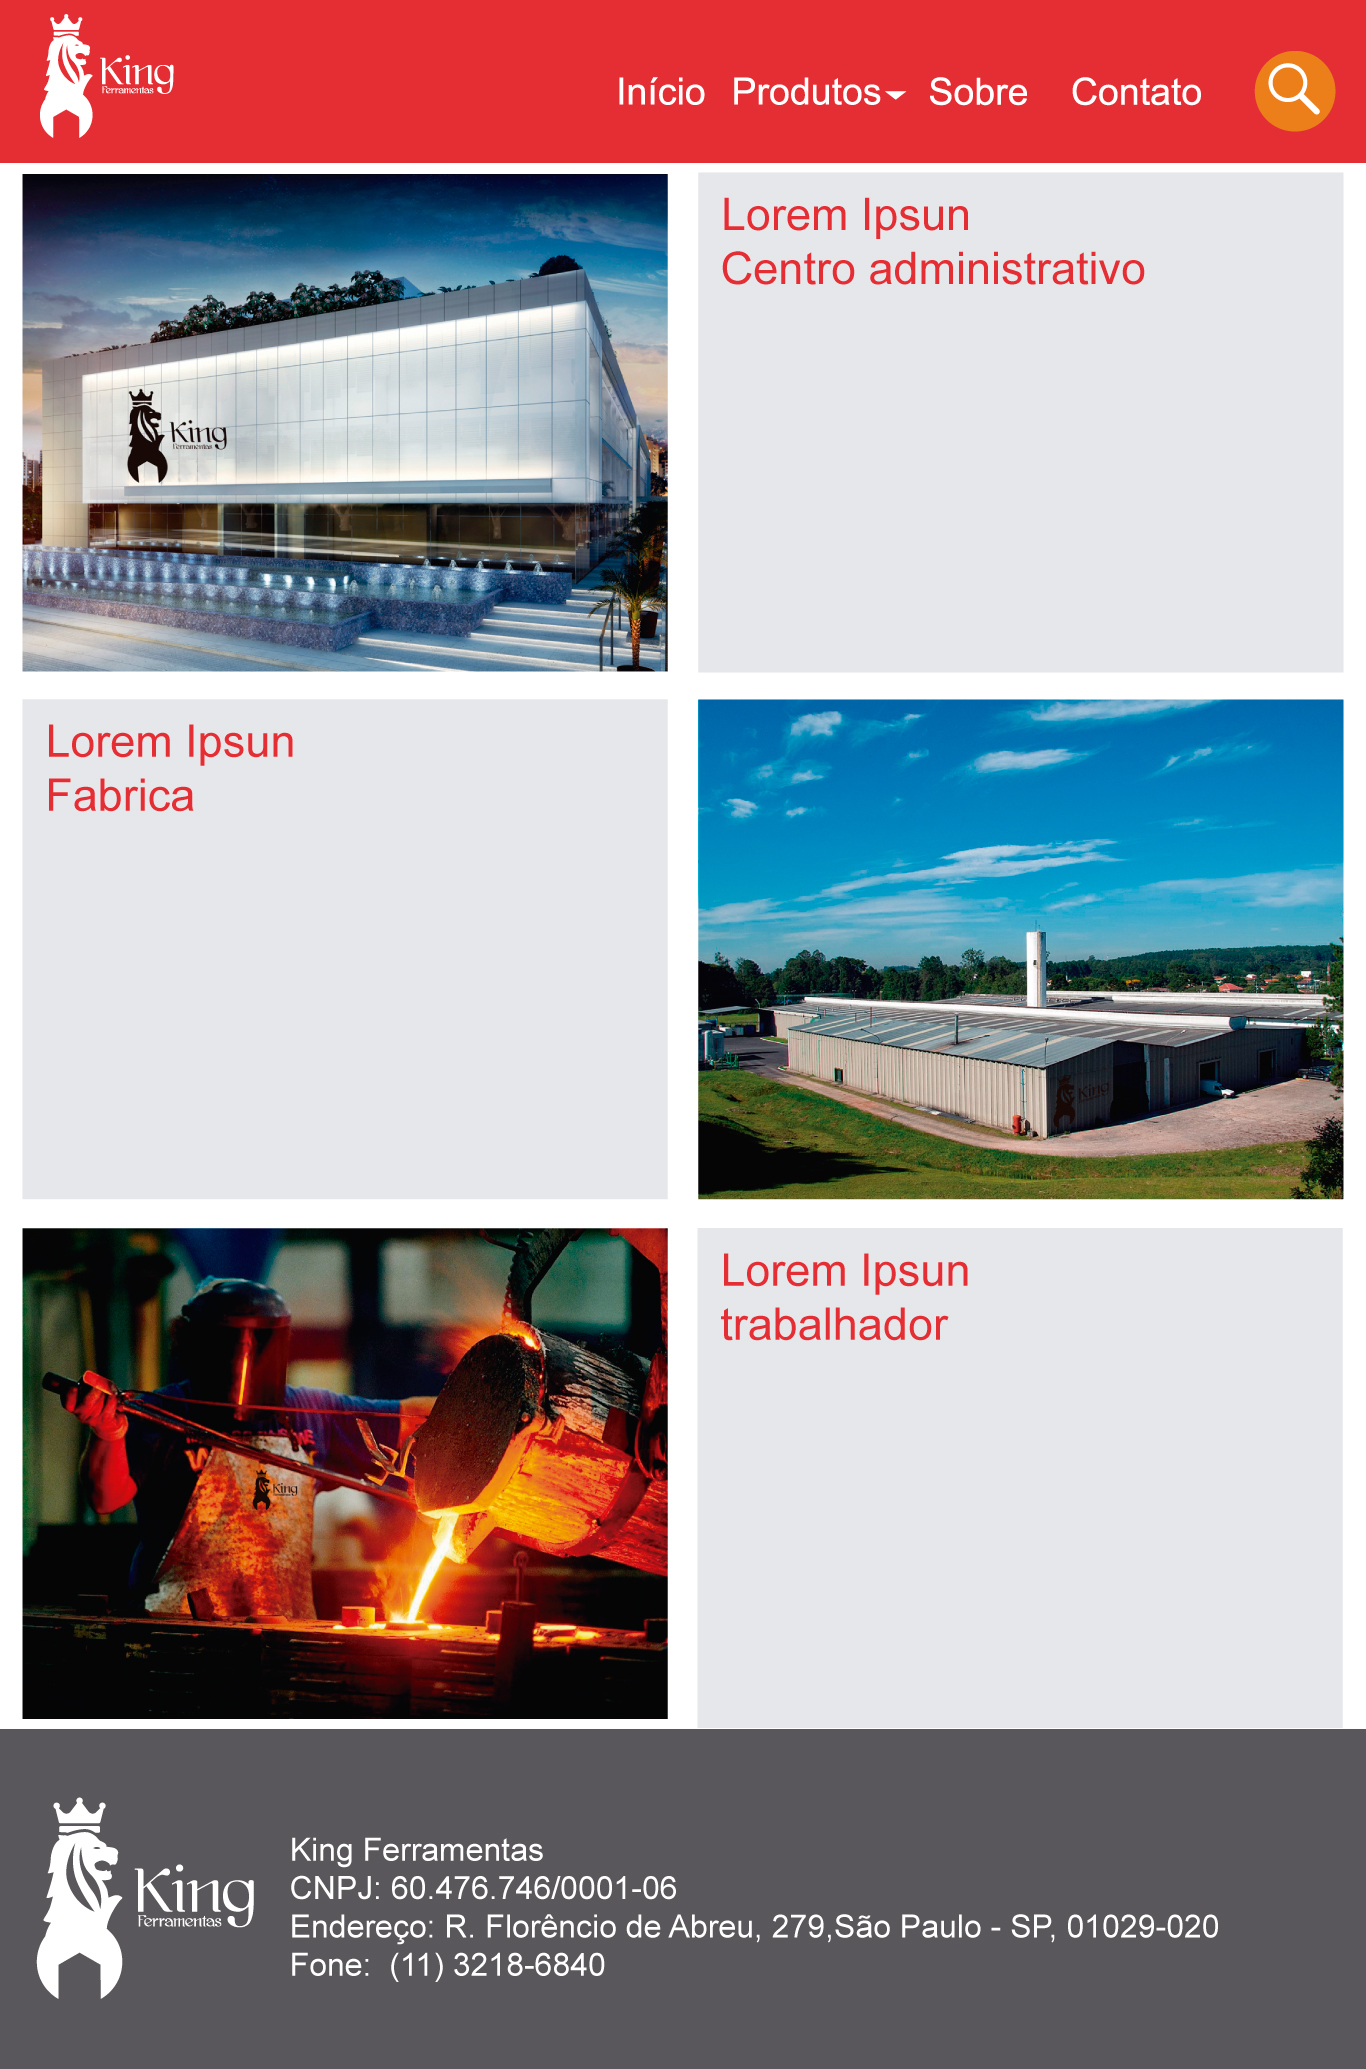 King
Ferramentas
Início Produtos Sobre Contato
King
Ferramentas
Lorem Ipsun
Centro administrativo
Lorem Ipsun
Fabrica
King
King
Lorem Ipsun
trabalhador
King
Ferramentas
King Ferramentas
CNPJ: 60.476.746/0001-06
Endereço: R. Florêncio de Abreu, 279,São Paulo - SP, 01029-020
Fone: (11) 3218-6840